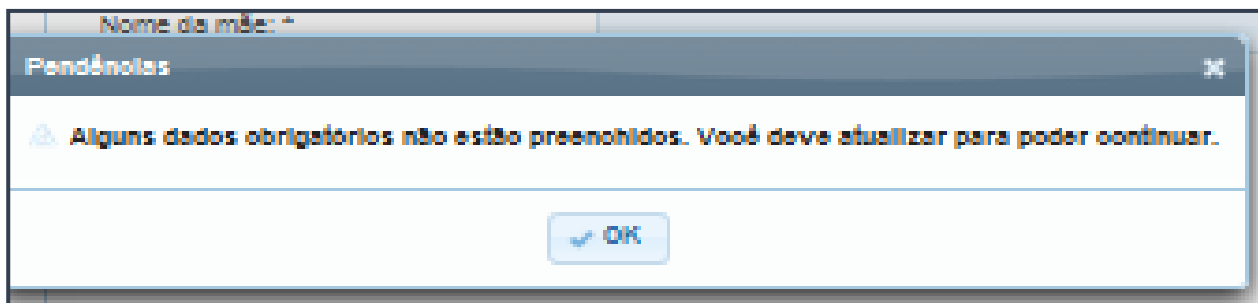 Nome da mãe: *
Pendências
Alguns dados obrigatórios não estão preenchidos. Você deve atualizar para poder continuar.
OK